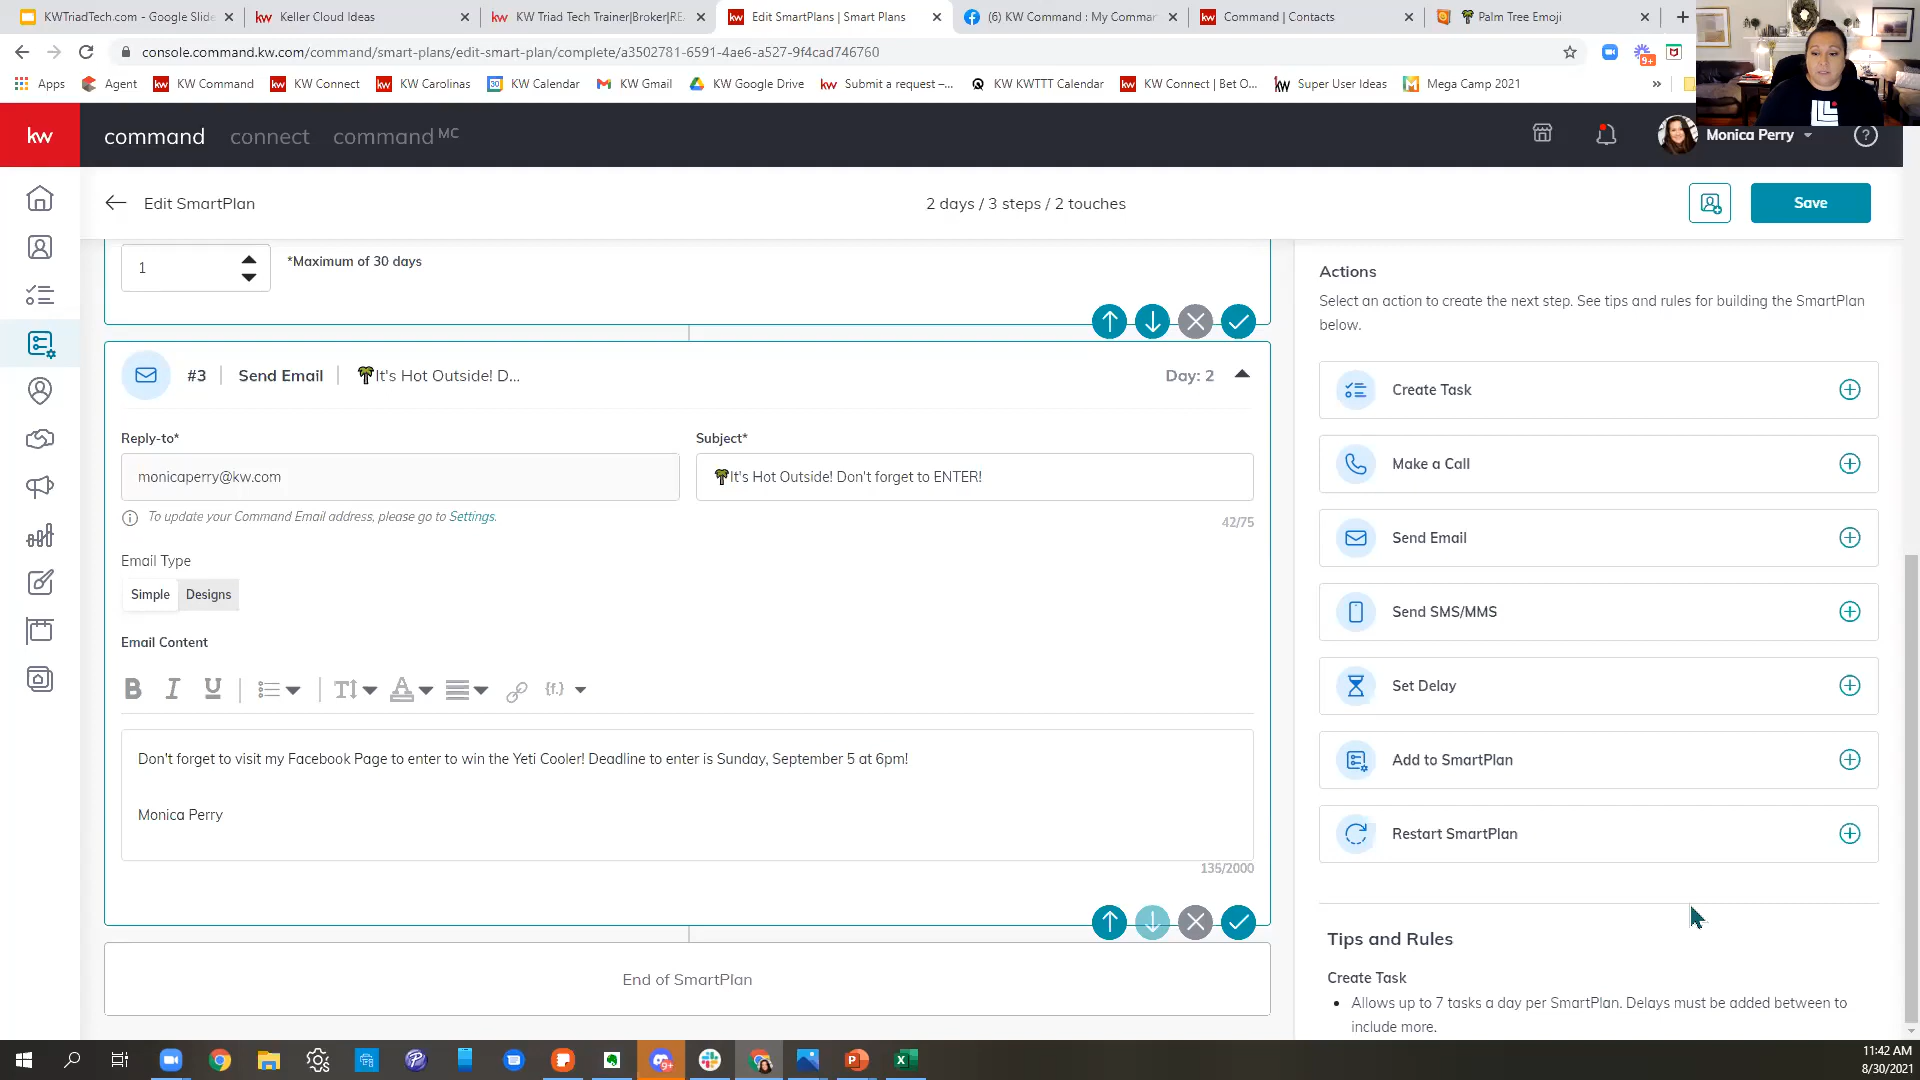 KWTriadTech.com - Google Slide
Keller Cloud Ideas
KW Triad Tech Trainer|Broker|RE
Edit SmartPlans | Smart Plans
(6) KW Command : My Comman
Command | Contacts
🌴 Palm Tree Emoji
console.command.kw.com/command/smart-plans/edit-smart-plan/complete/a3502781-6591-4ae6-a527-9f4cad746760
9+
Apps
Agent
KW Command
KW Connect
KW Carolinas
KW Calendar
KW Gmail
KW Google Drive
Submit a request –...
KW KWTTT Calendar
KW Connect | Bet O...
Super User Ideas
Mega Camp 2021
kw
command
connect
command MC
Monica Perry
Edit SmartPlan
2 days / 3 steps / 2 touches
Save
1
*Maximum of 30 days
#3
Send Email
🌴It's Hot Outside! D...
Day: 2
Reply-to*
Subject*
monicaperry@kw.com
🌴It's Hot Outside! Don't forget to ENTER!
To update your Command Email address, please go to Settings.
42/75
Email Type
Simple
Designs
Email Content
B I U
{f.}
Don't forget to visit my Facebook Page to enter to win the Yeti Cooler! Deadline to enter is Sunday, September 5 at 6pm!
Monica Perry
135/2000
End of SmartPlan
Actions
Select an action to create the next step. See tips and rules for building the SmartPlan
below.
Create Task
Make a Call
Send Email
Send SMS/MMS
Set Delay
Add to SmartPlan
Restart SmartPlan
Tips and Rules
Create Task
• Allows up to 7 tasks a day per SmartPlan. Delays must be added between to
include more.
11:42 AM
8/30/2021